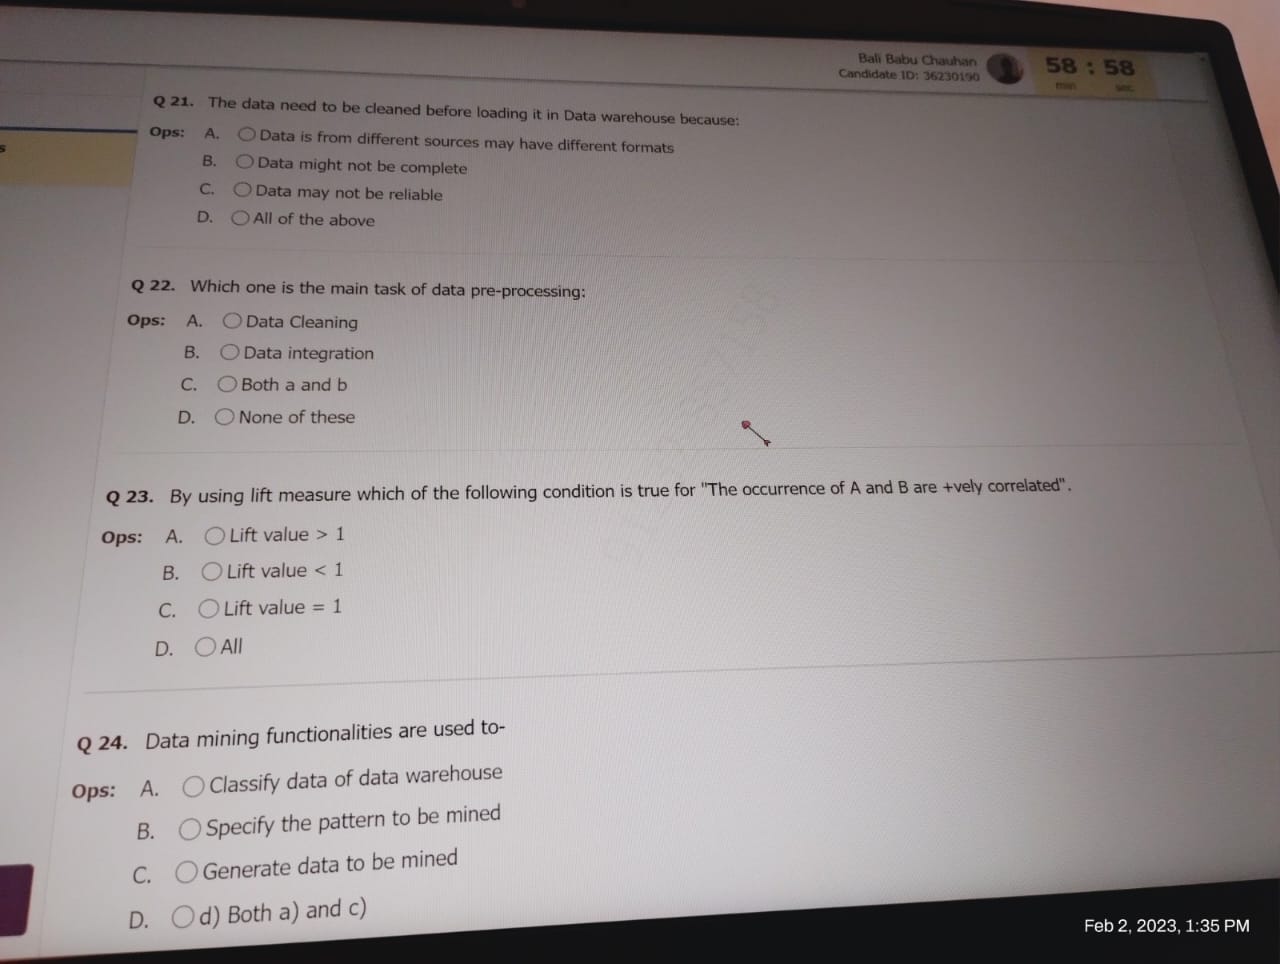 Bali Babu Chauhan
Candidate ID: 36230190
58 : 58
min sec
s
Q 21. The data need to be cleaned before loading it in Data warehouse because:
Ops: A. Data is from different sources may have different formats
B. Data might not be complete
C. Data may not be reliable
D. All of the above
Q 22. Which one is the main task of data pre-processing:
Ops: A. Data Cleaning
B. Data integration
C. Both a and b
D. None of these
Q 23. By using lift measure which of the following condition is true for "The occurrence of A and B are +vely correlated".
Ops: A. Lift value > 1
B. Lift value < 1
C. Lift value = 1
D. All
Q 24. Data mining functionalities are used to-
Ops: A. Classify data of data warehouse
B. Specify the pattern to be mined
C. Generate data to be mined
D. d) Both a) and c)
Feb 2, 2023, 1:35 PM